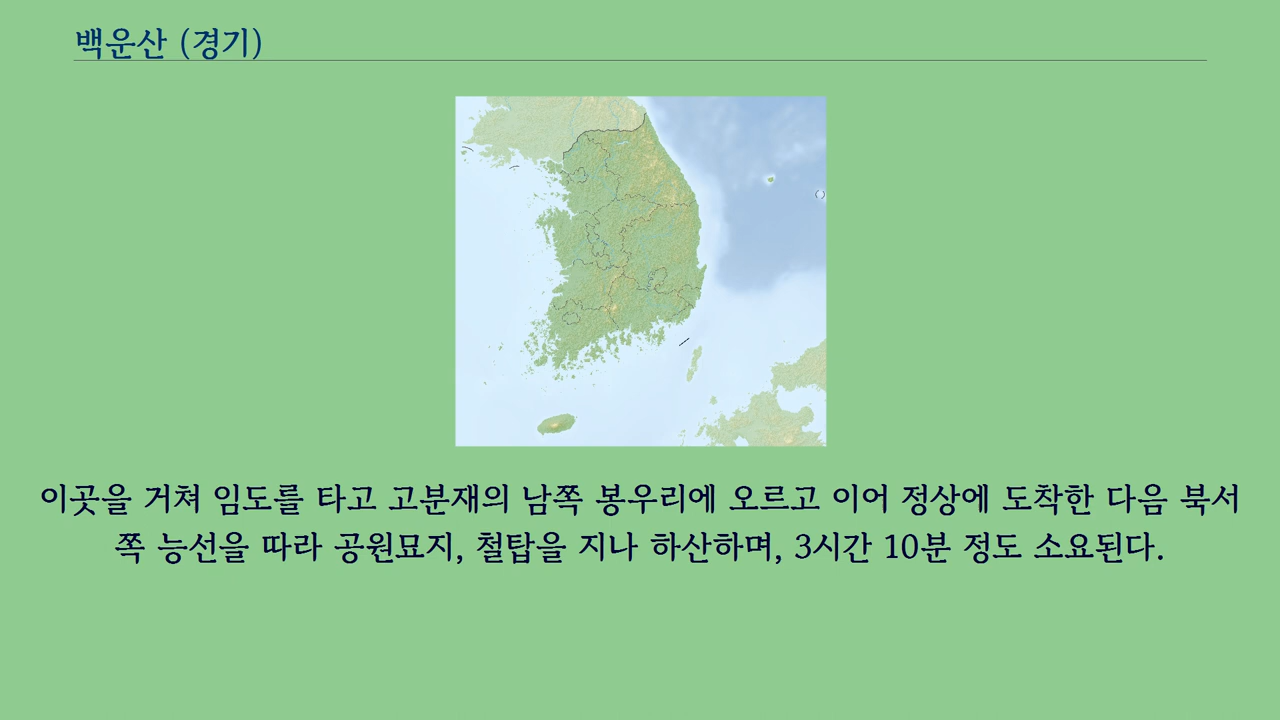 백운산 (경기)
이곳을 거쳐 임도를 타고 고분재의 남쪽 봉우리에 오르고 이어 정상에 도착한 다음 북서
쪽 능선을 따라 공원묘지, 철탑을 지나 하산하며, 3시간 10분 정도 소요된다.